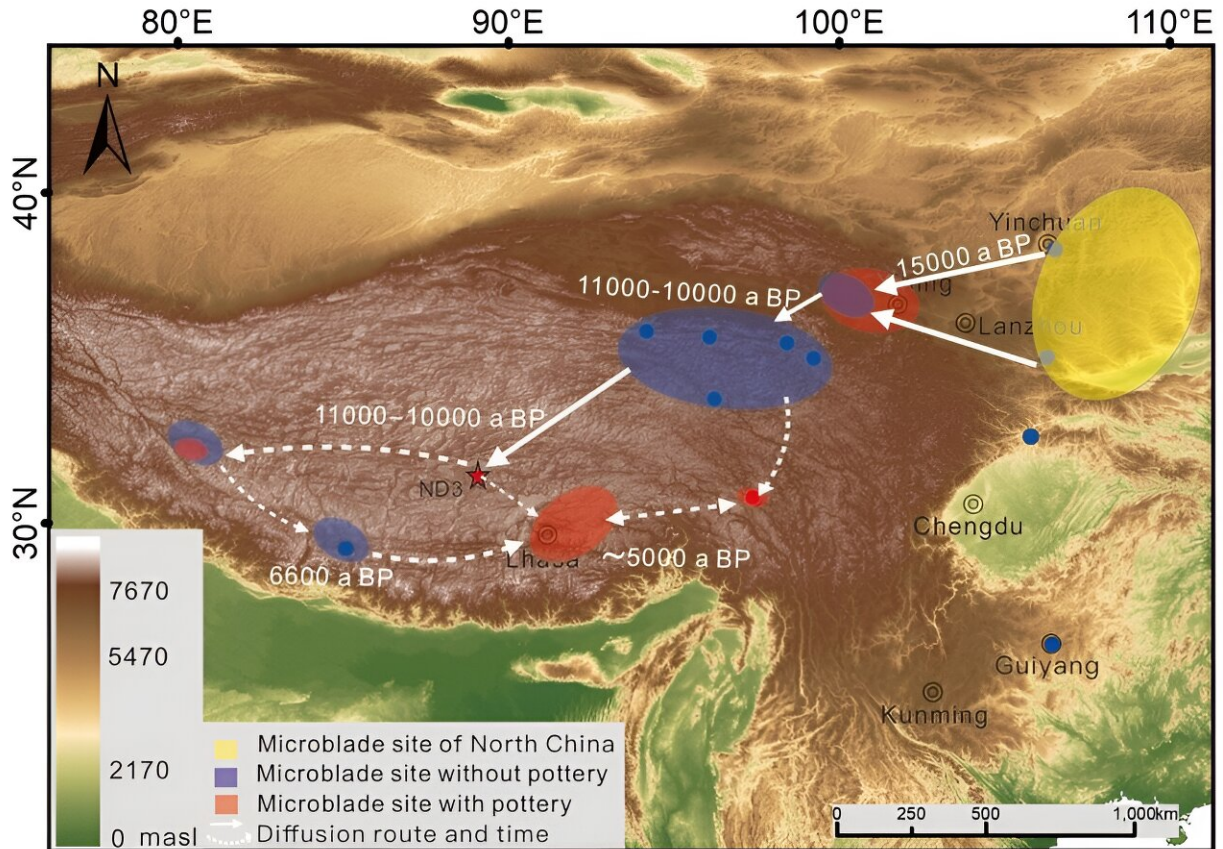 80°E 90°E 100°E 110°E
N
40°N
30°N
Yinchuan
15000 a BP
11000-10000 a BP
Lanzhou
11000-10000 a BP
ND3
Chengdu
Lhasa
~5000 a BP
6600 a BP
Guiyang
Kunming
7670
5470
2170
0 masl
Microblade site of North China
Microblade site without pottery
Microblade site with pottery
Diffusion route and time
0 250 500 1,000km